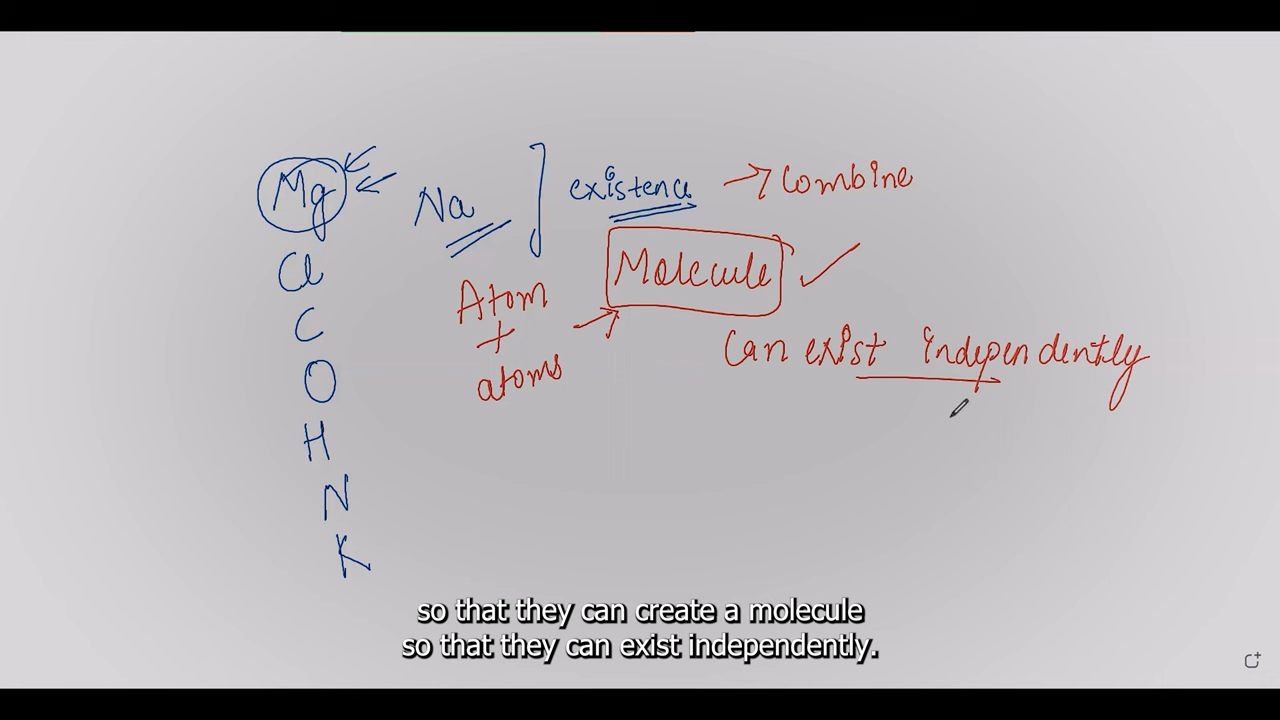 Mg Na ] existence → Combine
Cl Molecule ✓
Atom
+
atoms →
C Can exist independently
O
H
N
K
so that they can create a molecule
so that they can exist independently.